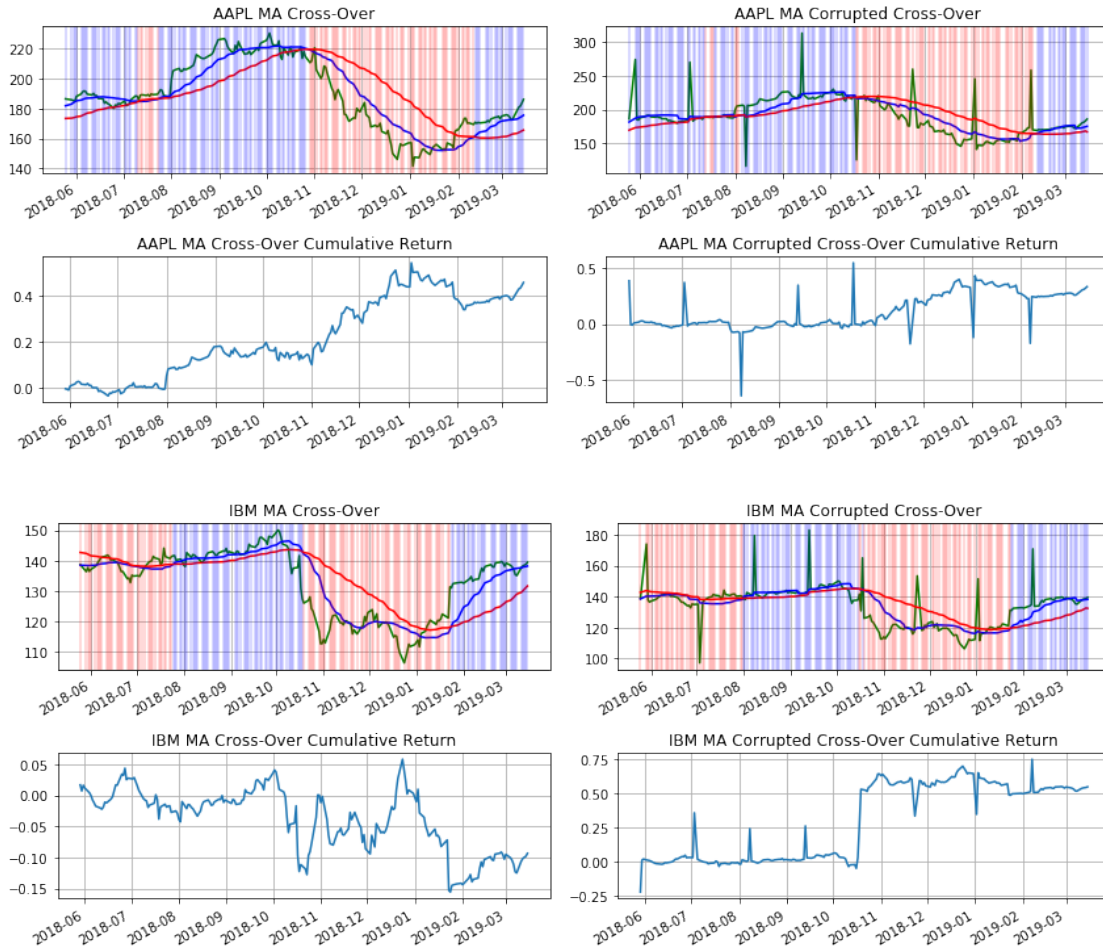 AAPL MA Cross-Over
220
200
180
160
140
2018-06 2018-07 2018-08 2018-09 2018-10 2018-11 2018-12 2019-01 2019-02 2019-03
AAPL MA Corrupted Cross-Over
300
250
200
150
2018-06 2018-07 2018-08 2018-09 2018-10 2018-11 2018-12 2019-01 2019-02 2019-03
AAPL MA Cross-Over Cumulative Return
0.4
0.2
0.0
2018-06 2018-07 2018-08 2018-09 2018-10 2018-11 2018-12 2019-01 2019-02 2019-03
AAPL MA Corrupted Cross-Over Cumulative Return
0.5
0.0
−0.5
2018-06 2018-07 2018-08 2018-09 2018-10 2018-11 2018-12 2019-01 2019-02 2019-03
IBM MA Cross-Over
150
140
130
120
110
2018-06 2018-07 2018-08 2018-09 2018-10 2018-11 2018-12 2019-01 2019-02 2019-03
IBM MA Corrupted Cross-Over
180
160
140
120
100
2018-06 2018-07 2018-08 2018-09 2018-10 2018-11 2018-12 2019-01 2019-02 2019-03
IBM MA Cross-Over Cumulative Return
0.05
0.00
−0.05
−0.10
−0.15
2018-06 2018-07 2018-08 2018-09 2018-10 2018-11 2018-12 2019-01 2019-02 2019-03
IBM MA Corrupted Cross-Over Cumulative Return
0.75
0.50
0.25
0.00
−0.25
2018-06 2018-07 2018-08 2018-09 2018-10 2018-11 2018-12 2019-01 2019-02 2019-03